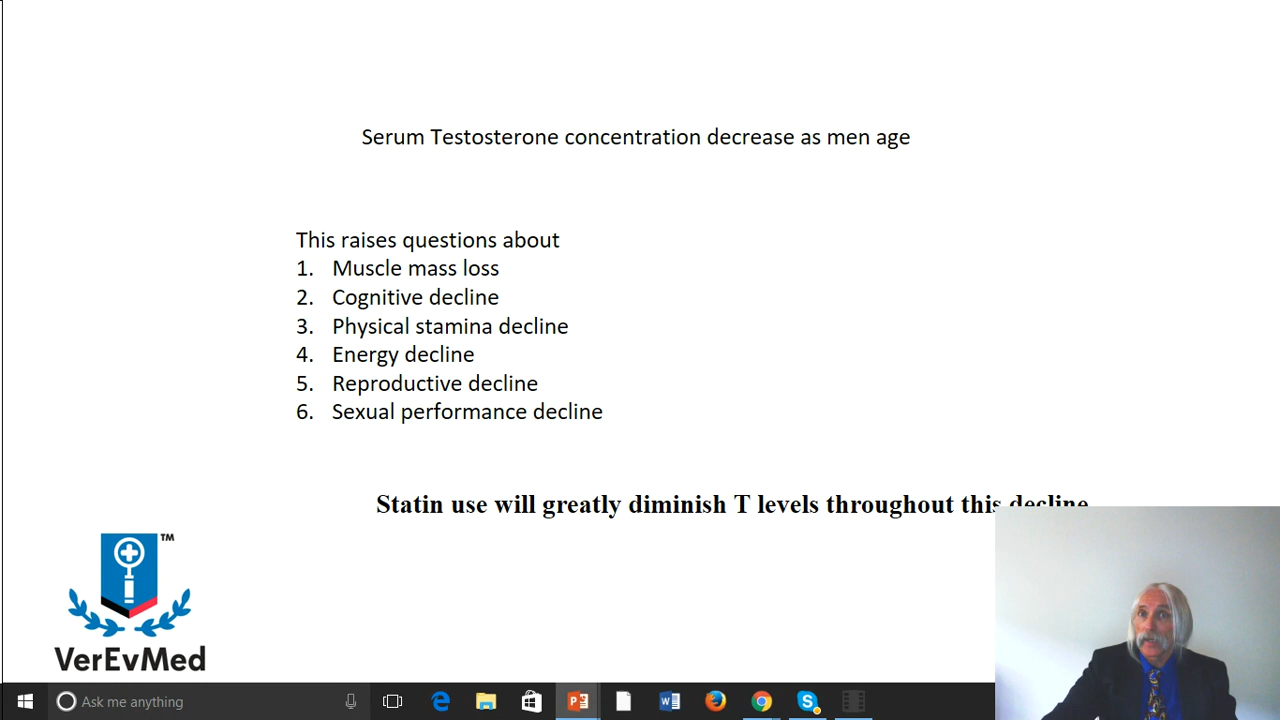 Serum Testosterone concentration decrease as men age
This raises questions about
1. Muscle mass loss
2. Cognitive decline
3. Physical stamina decline
4. Energy decline
5. Reproductive decline
6. Sexual performance decline
Statin use will greatly diminish T levels throughout this decline
TM
VerEvMed
Ask me anything